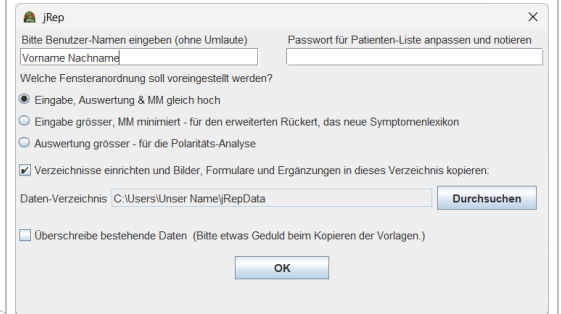 jRep
Bitte Benutzer-Namen eingeben (ohne Umlaute) Passwort für Patienten-Liste anpassen und notieren
Vorname Nachname
Welche Fensteranordnung soll voreingestellt werden?
Eingabe, Auswertung & MM gleich hoch
Eingabe grösser, MM minimiert - für den erweiterten Rückert, das neue Symptomenlexikon
Auswertung grösser - für die Polaritäts-Analyse
Verzeichnisse einrichten und Bilder, Formulare und Ergänzungen in dieses Verzeichnis kopieren:
Daten-Verzeichnis C:\Users\Unser Name\jRepData Durchsuchen
Überschreibe bestehende Daten (Bitte etwas Geduld beim Kopieren der Vorlagen.)
OK